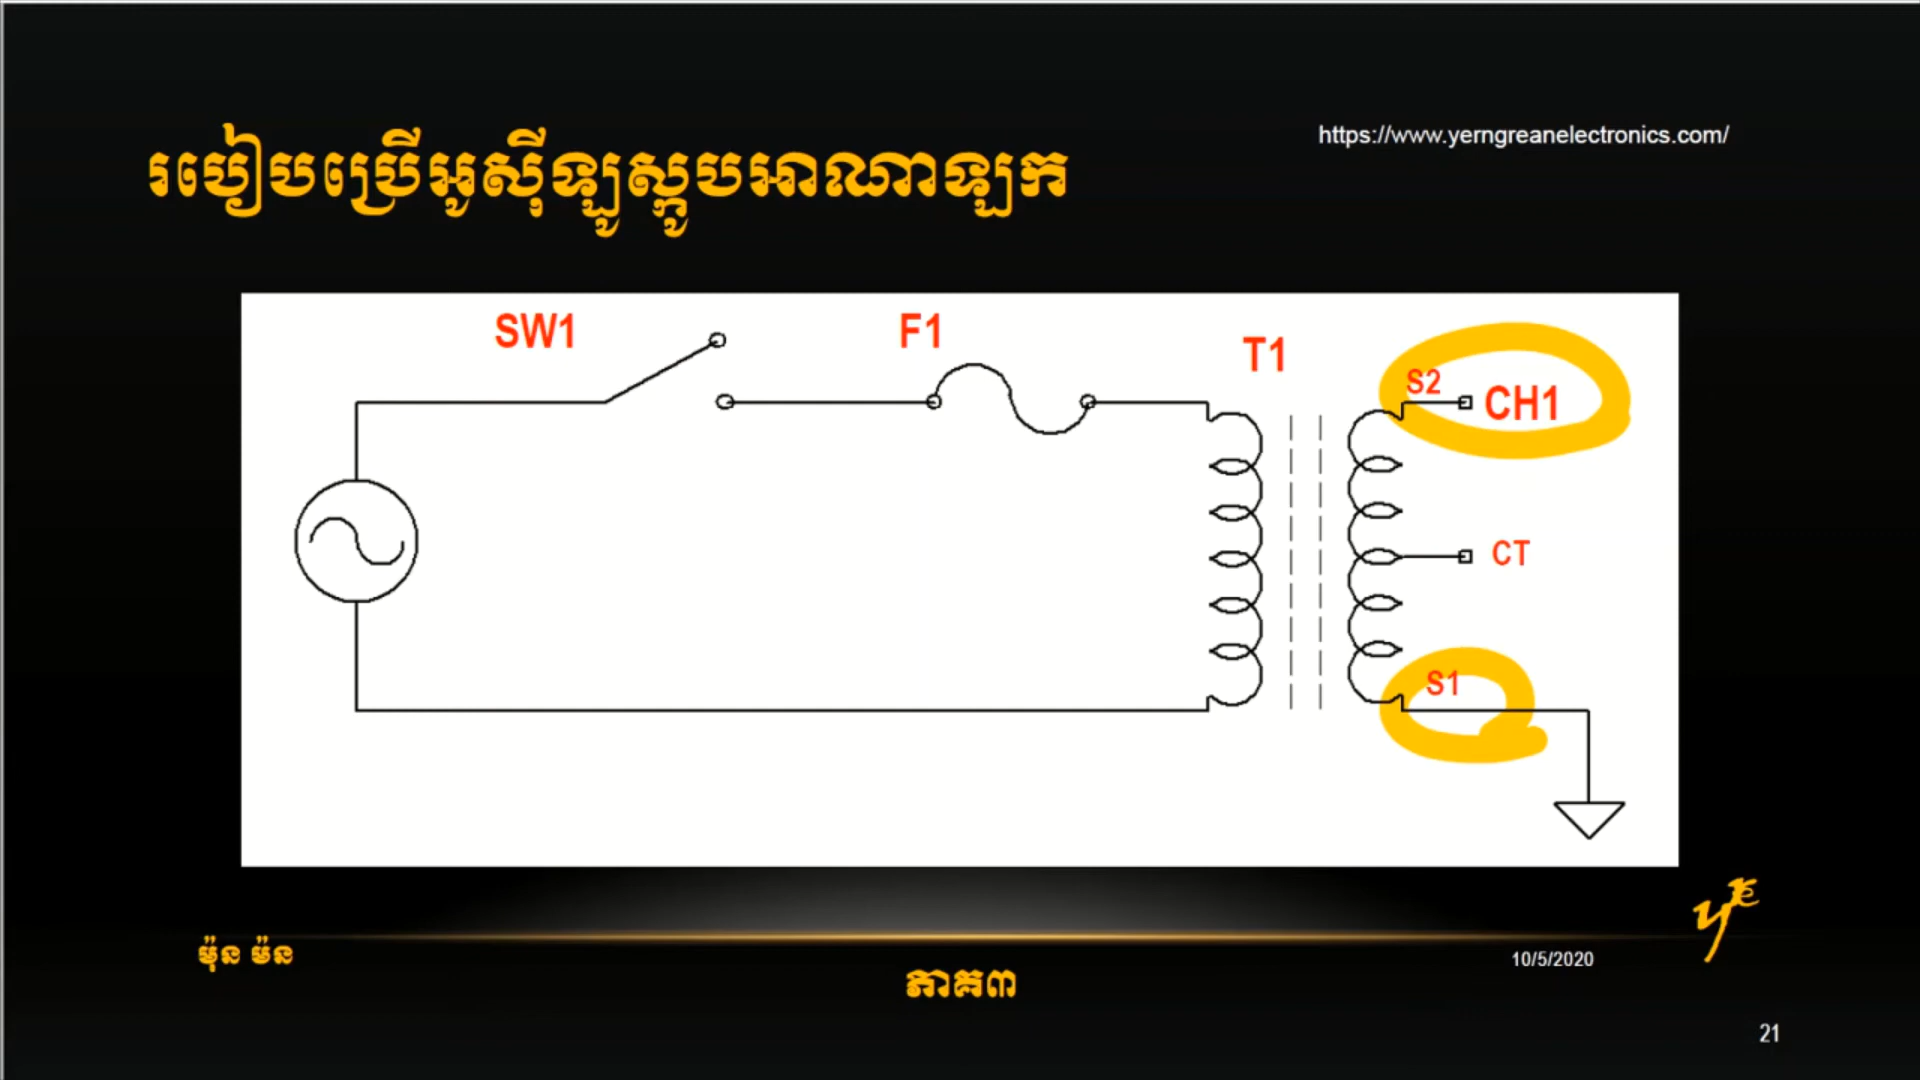 របៀបប្រើអូស៊ីឡូស្កូបអាណាឡូក
https://www.yerngreanelectronics.com/
SW1
F1
T1
S2
CH1
CT
S1
ម៉ុន ម៉ន
ភាគ៣
10/5/2020
21